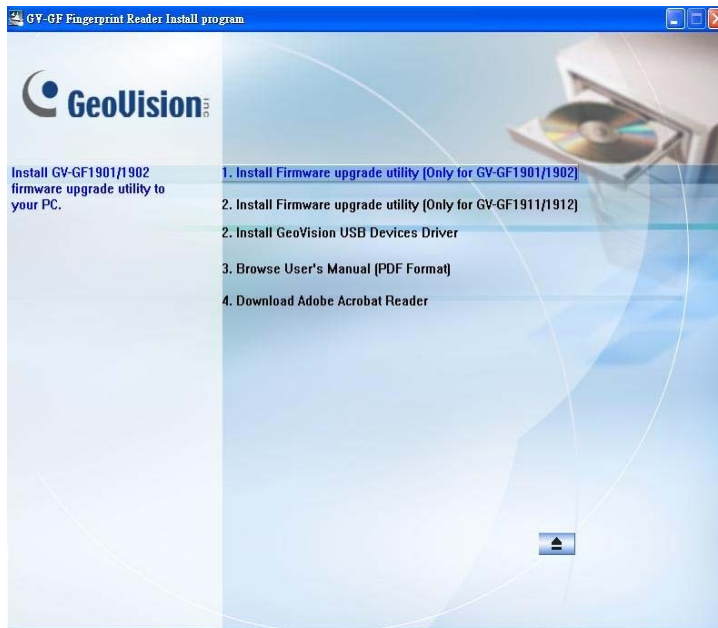 GV-GF Fingerprint Reader Install program
GeoVision Inc
Install GV-GF1901/1902
firmware upgrade utility to
your PC.
1. Install Firmware upgrade utility (Only for GV-GF1901/1902)
2. Install Firmware upgrade utility (Only for GV-GF1911/1912)
2. Install GeoVision USB Devices Driver
3. Browse User's Manual (PDF Format)
4. Download Adobe Acrobat Reader